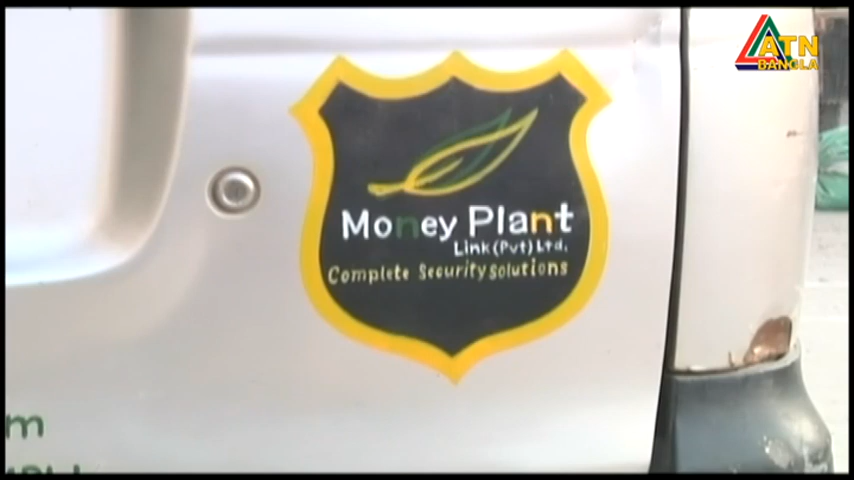 ATN
BANGLA
Money Plant
Link (Pvt) Ltd.
Complete Security Solutions
m